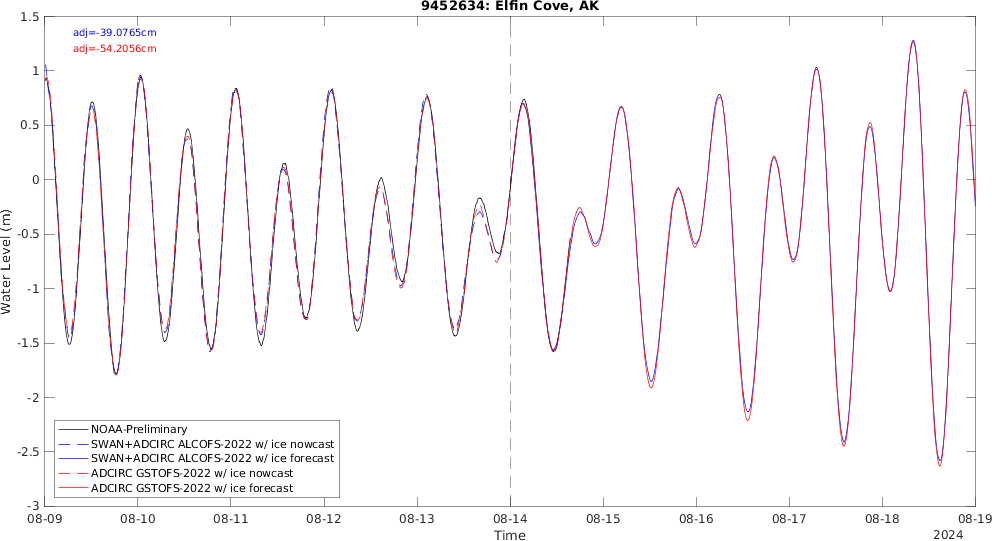 9452634: Elfin Cove, AK
adj=-39.0765cm
adj=-54.2056cm
1.5
1
0.5
0
-0.5
-1
-1.5
-2
-2.5
-3
Water Level (m)
NOAA-Preliminary
SWAN+ADCIRC ALCOFS-2022 w/ ice nowcast
SWAN+ADCIRC ALCOFS-2022 w/ ice forecast
ADCIRC GSTOFS-2022 w/ ice nowcast
ADCIRC GSTOFS-2022 w/ ice forecast
08-09 08-10 08-11 08-12 08-13 08-14 08-15 08-16 08-17 08-18 08-19
Time
2024